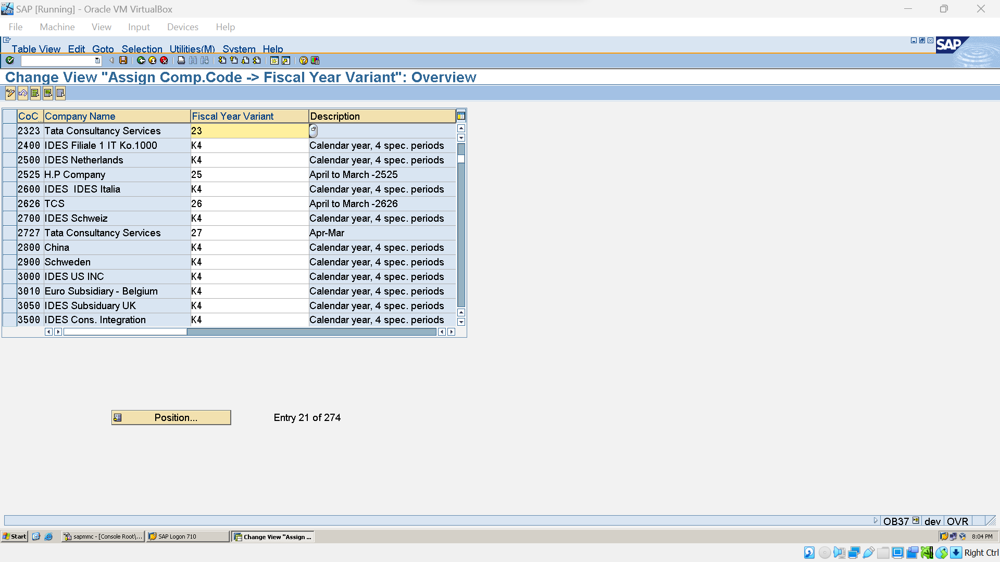 SAP [Running] - Oracle VM VirtualBox
File Machine View Input Devices Help
Table View Edit Goto Selection Utilities(M) System Help
SAP
Change View "Assign Comp.Code -> Fiscal Year Variant": Overview
CoC.. Company Name Fiscal Year Variant Description
2323 Tata Consultancy Services 23
2400 IDES Filiale 1 IT Ko.1000 K4 Calendar year, 4 spec. periods
2500 IDES Netherlands K4 Calendar year, 4 spec. periods
2525 H.P Company 25 April to March -2525
2600 IDES IDES Italia K4 Calendar year, 4 spec. periods
2626 TCS 26 April to March -2626
2700 IDES Schweiz K4 Calendar year, 4 spec. periods
2727 Tata Consultancy Services 27 Apr-Mar
2800 China K4 Calendar year, 4 spec. periods
2900 Schweden K4 Calendar year, 4 spec. periods
3000 IDES US INC K4 Calendar year, 4 spec. periods
3010 Euro Subsidiary - Belgium K4 Calendar year, 4 spec. periods
3050 IDES Subsiduary UK K4 Calendar year, 4 spec. periods
3500 IDES Cons. Integration K4 Calendar year, 4 spec. periods
Position... Entry 21 of 274
OB37 dev OVR
Start sapmmc - [Console Root\... SAP Logon 710 Change View "Assign ... 8:04 PM
Right Ctrl